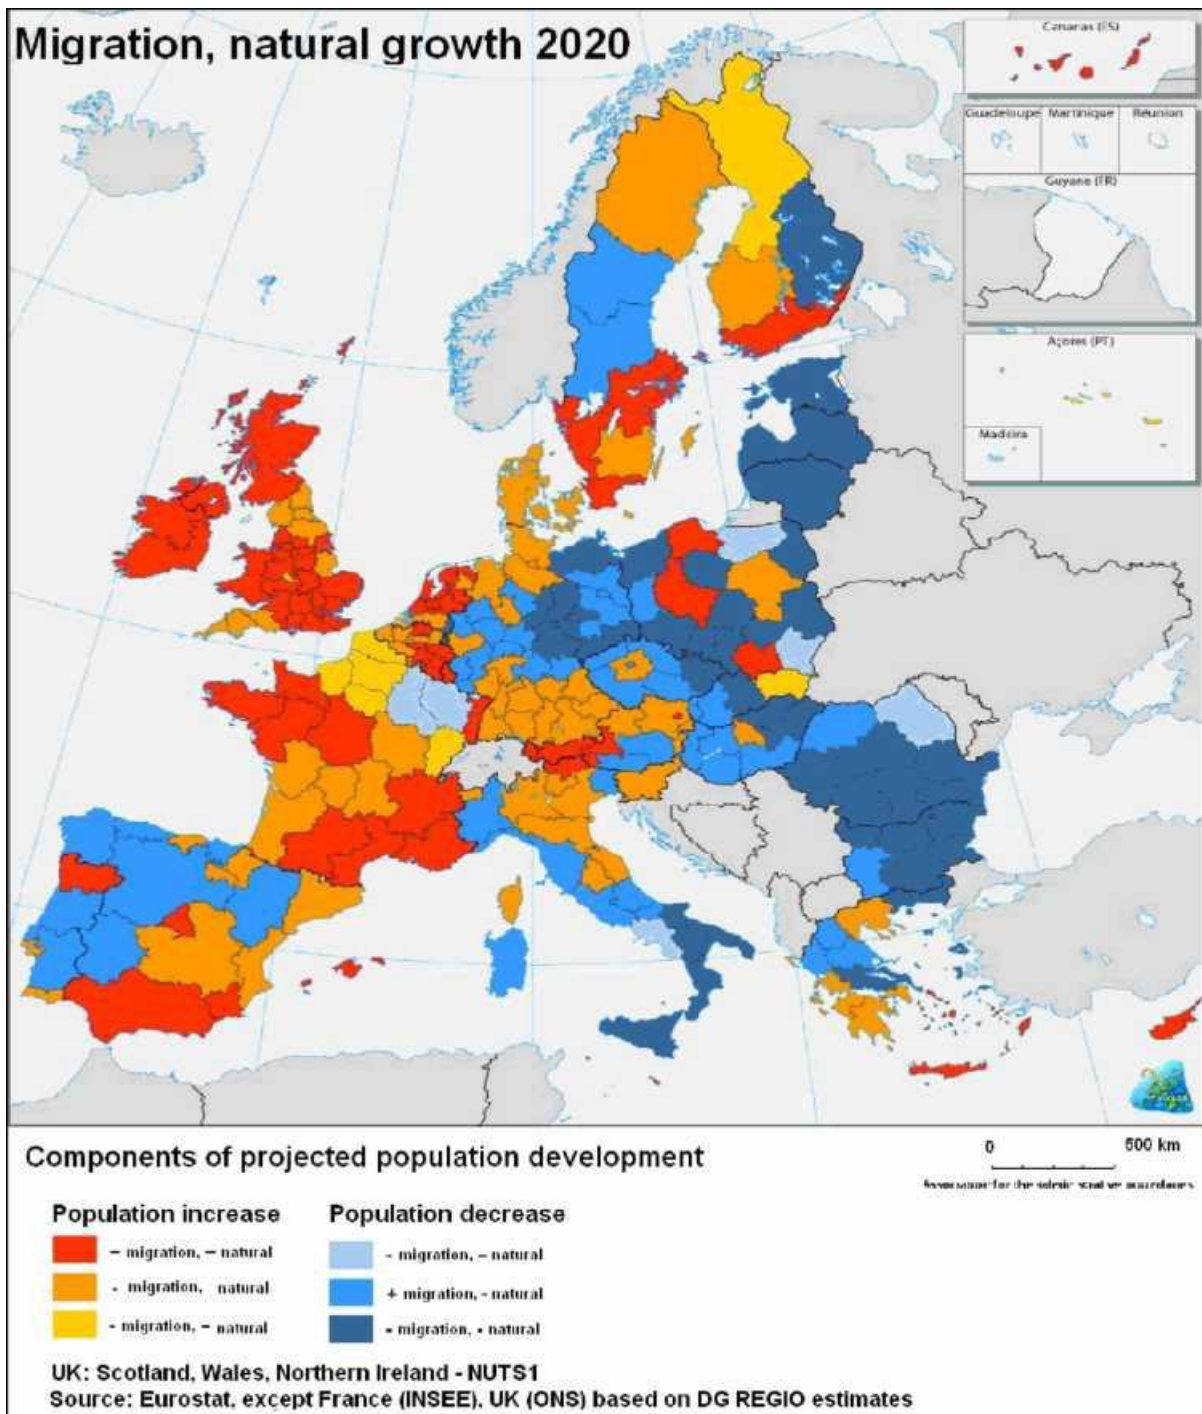 Migration, natural growth 2020
Canarias (ES)
Guadeloupe
Martinique
Réunion
Guyane (FR)
Açores (PT)
Madeira
Components of projected population development
0 500 km
Population increase
– migration, – natural
- migration, natural
- migration, – natural
Population decrease
- migration, – natural
+ migration, - natural
- migration, - natural
UK: Scotland, Wales, Northern Ireland - NUTS1
Source: Eurostat, except France (INSEE), UK (ONS) based on DG REGIO estimates